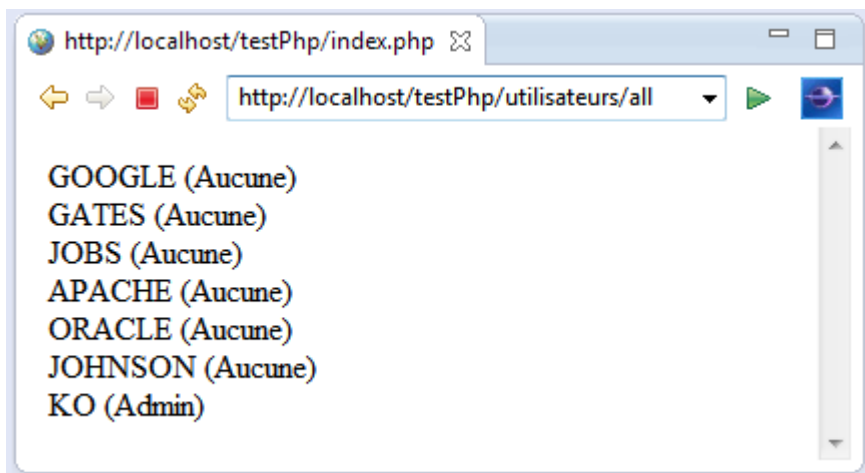 http://localhost/testPhp/index.php
http://localhost/testPhp/utilisateurs/all
GOOGLE (Aucune)
GATES (Aucune)
JOBS (Aucune)
APACHE (Aucune)
ORACLE (Aucune)
JOHNSON (Aucune)
KO (Admin)